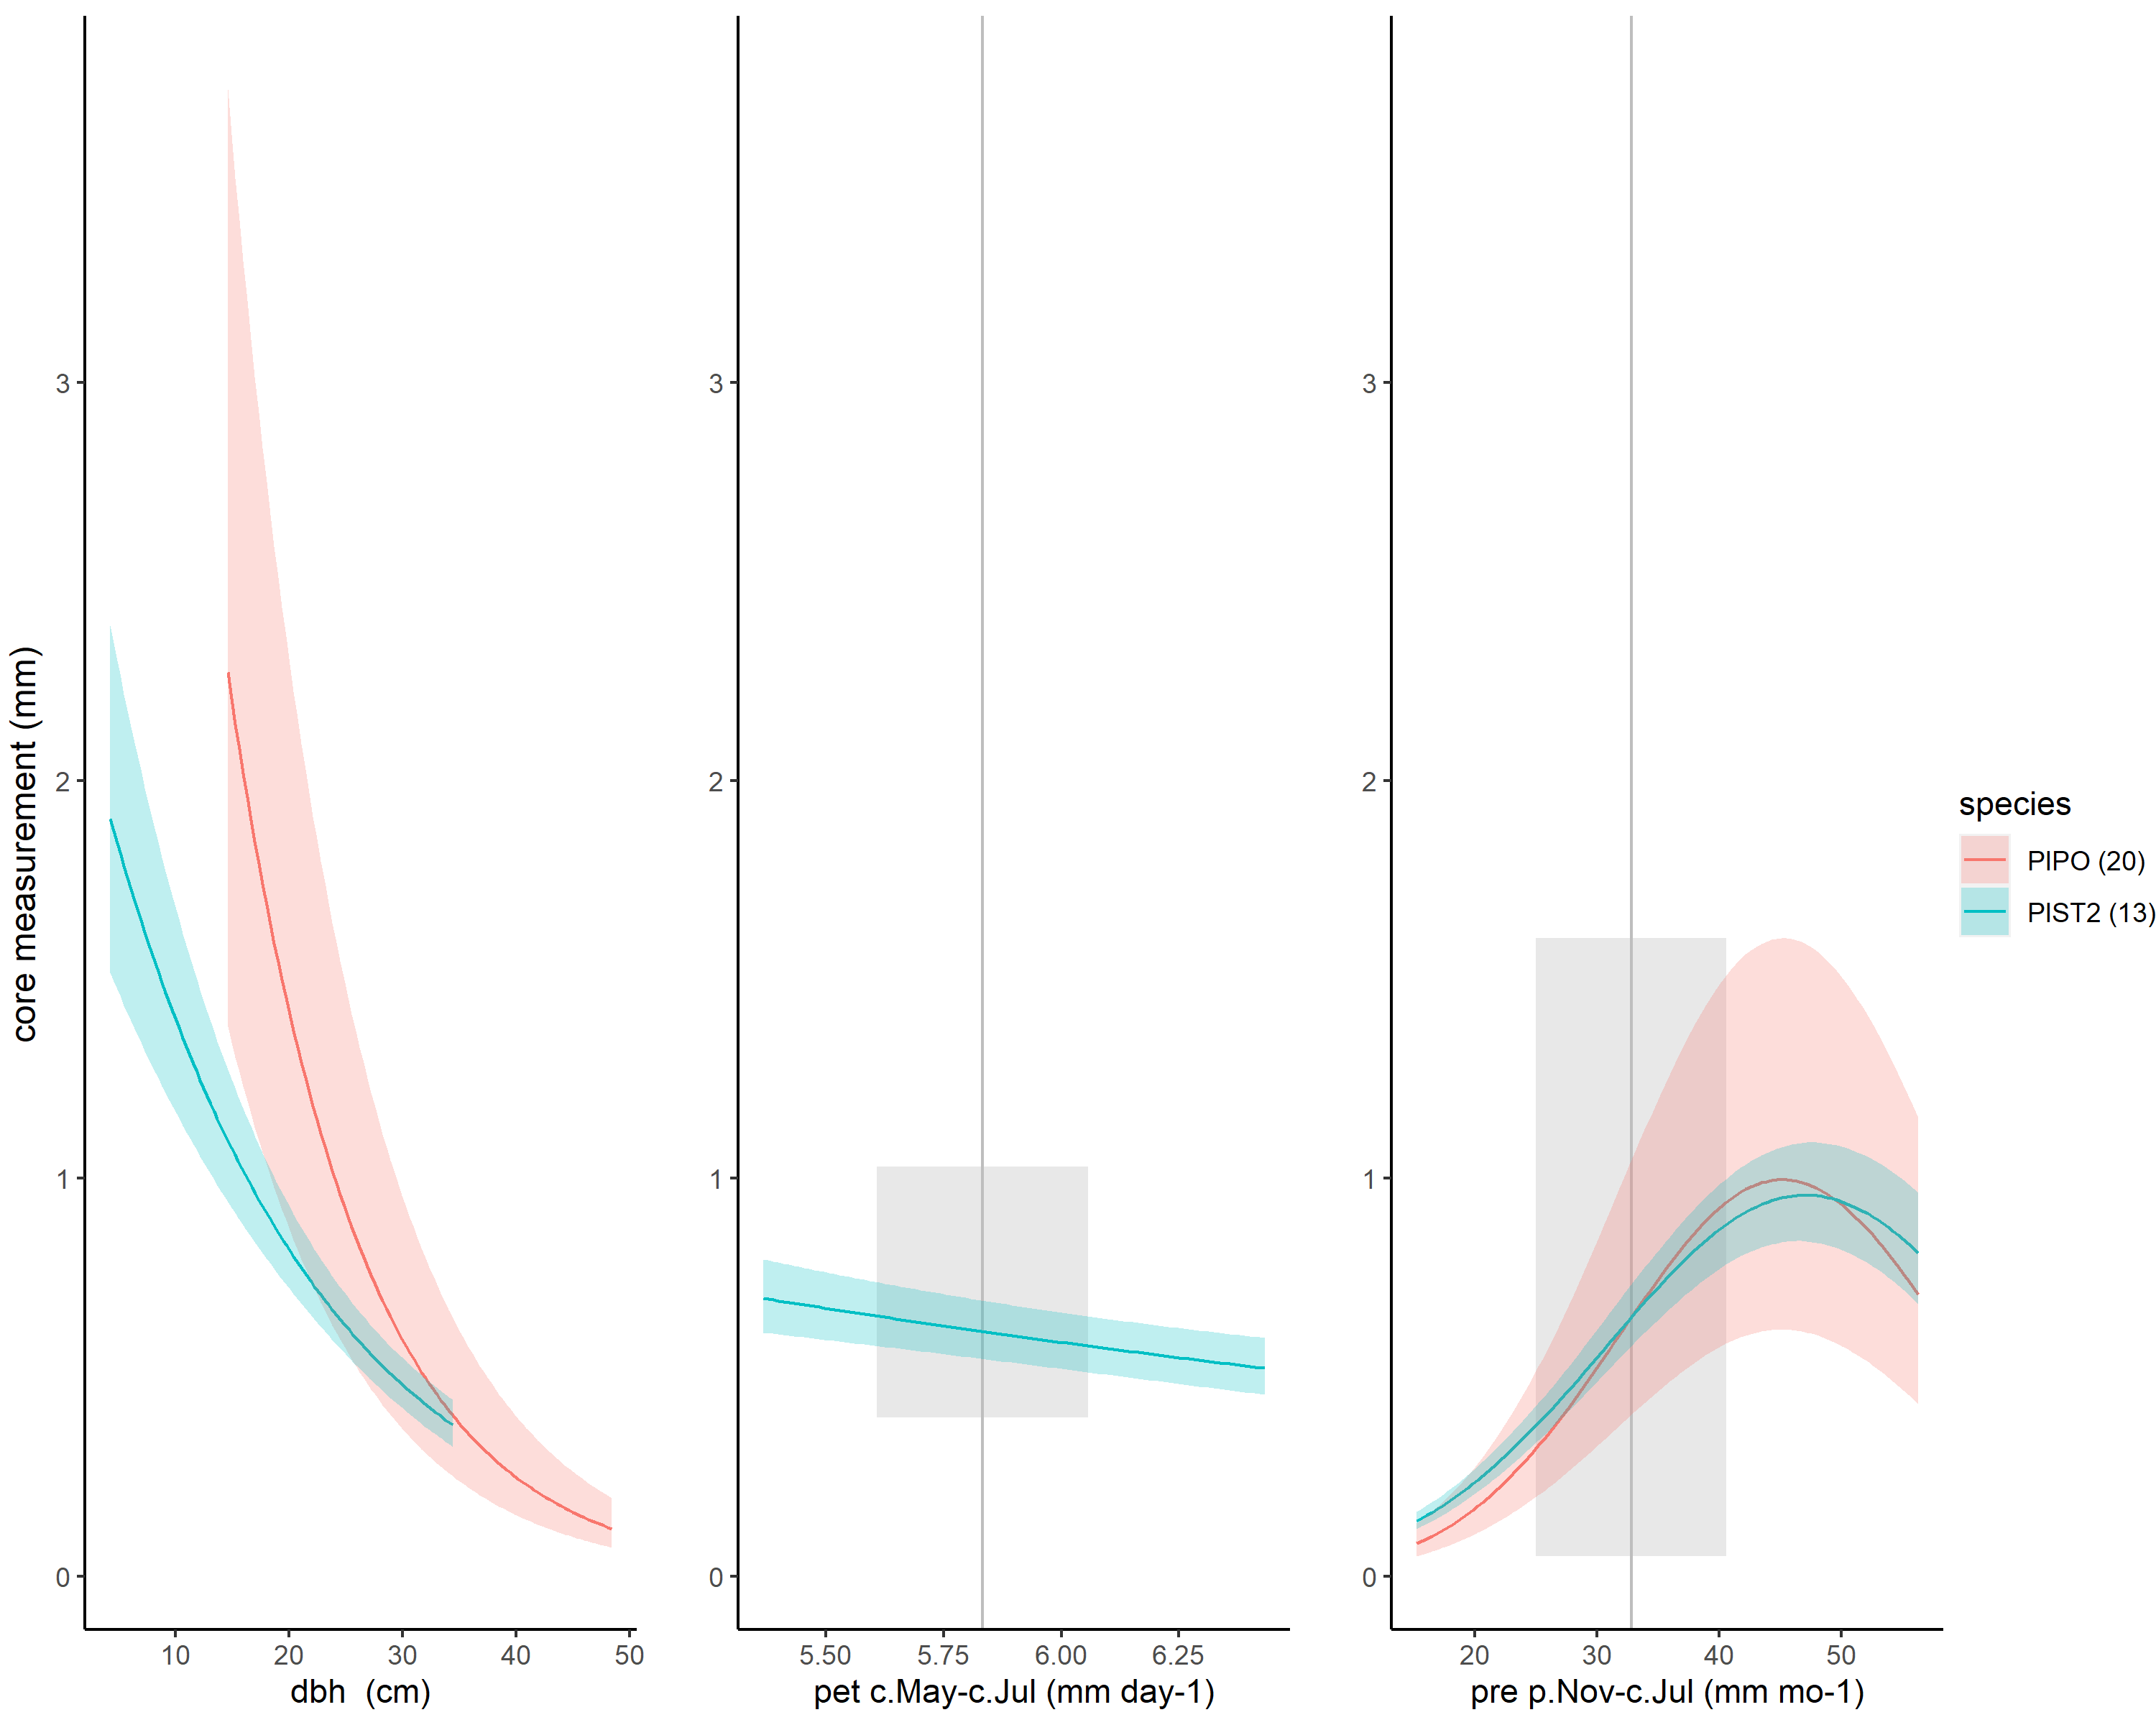 core measurement (mm)
3
2
1
0
10 20 30 40 50
dbh  (cm)
3
2
1
0
5.50 5.75 6.00 6.25
pet c.May-c.Jul (mm day-1)
3
2
1
0
20 30 40 50
pre p.Nov-c.Jul (mm mo-1)
species
PIPO (20)
PIST2 (13)